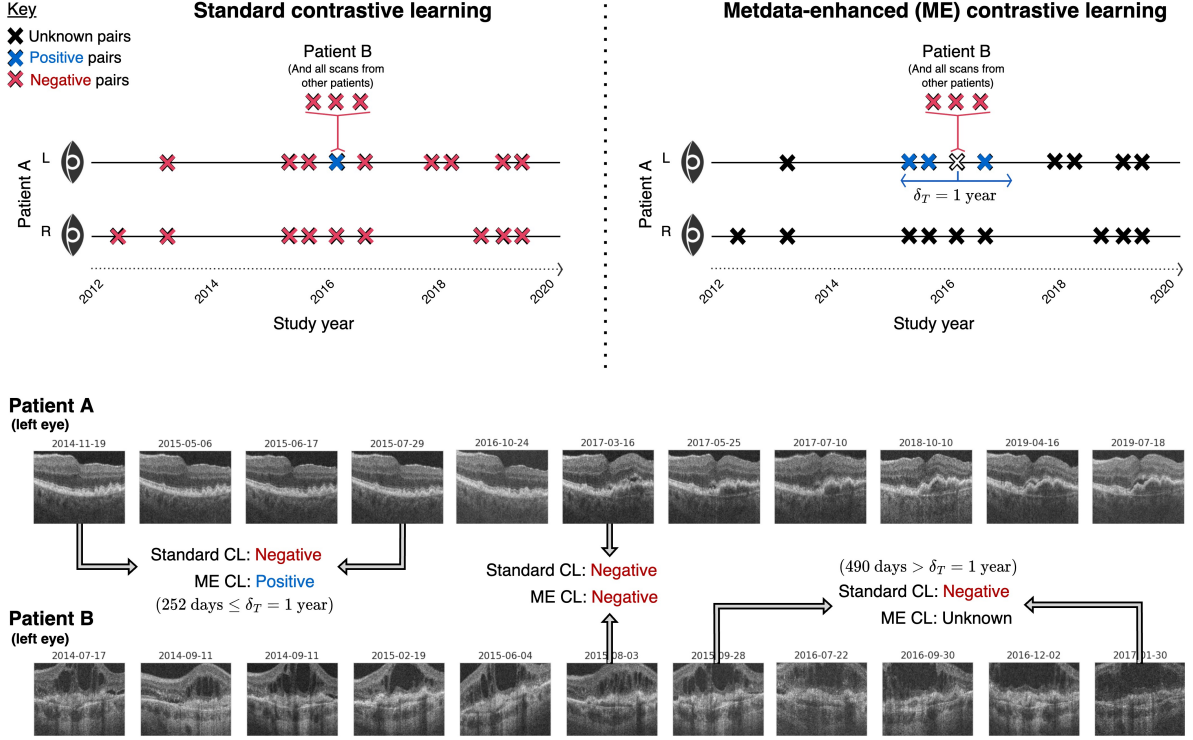 Key
Unknown pairs
Positive pairs
Negative pairs
Standard contrastive learning
Patient B
(And all scans from
other patients)
Patient A
L
R
2012
2014
2016
2018
2020
Study year
Metdata-enhanced (ME) contrastive learning
Patient B
(And all scans from
other patients)
Patient A
L
δT = 1 year
R
2012
2014
2016
2018
2020
Study year
Patient A
(left eye)
2014-11-19 2015-05-06 2015-06-17 2015-07-29 2016-10-24 2017-03-16 2017-05-25 2017-07-10 2018-10-10 2019-04-16 2019-07-18
Standard CL: Negative
ME CL: Positive
(252 days ≤ δT = 1 year)
Standard CL: Negative
ME CL: Negative
(490 days > δT = 1 year)
Standard CL: Negative
ME CL: Unknown
Patient B
(left eye)
2014-07-17 2014-09-11 2014-09-11 2015-02-19 2015-06-04 2015-08-03 2015-09-28 2016-07-22 2016-09-30 2016-12-02 2017-01-30